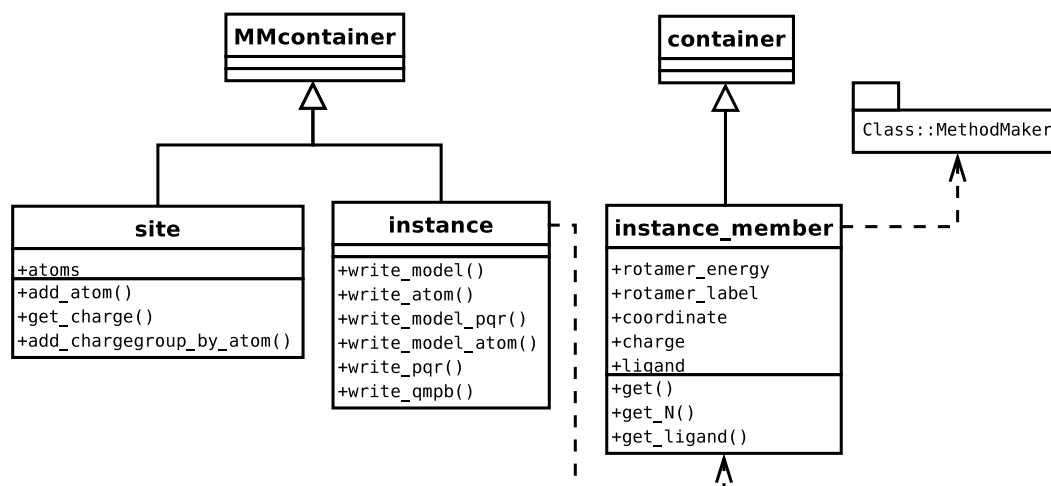 MMcontainer
container
Class::MethodMaker
site
+atoms
+add_atom()
+get_charge()
+add_chargegroup_by_atom()
instance
+write_model()
+write_atom()
+write_model_pqr()
+write_model_atom()
+write_pqr()
+write_qmpb()
instance_member
+rotamer_energy
+rotamer_label
+coordinate
+charge
+ligand
+get()
+get_N()
+get_ligand()